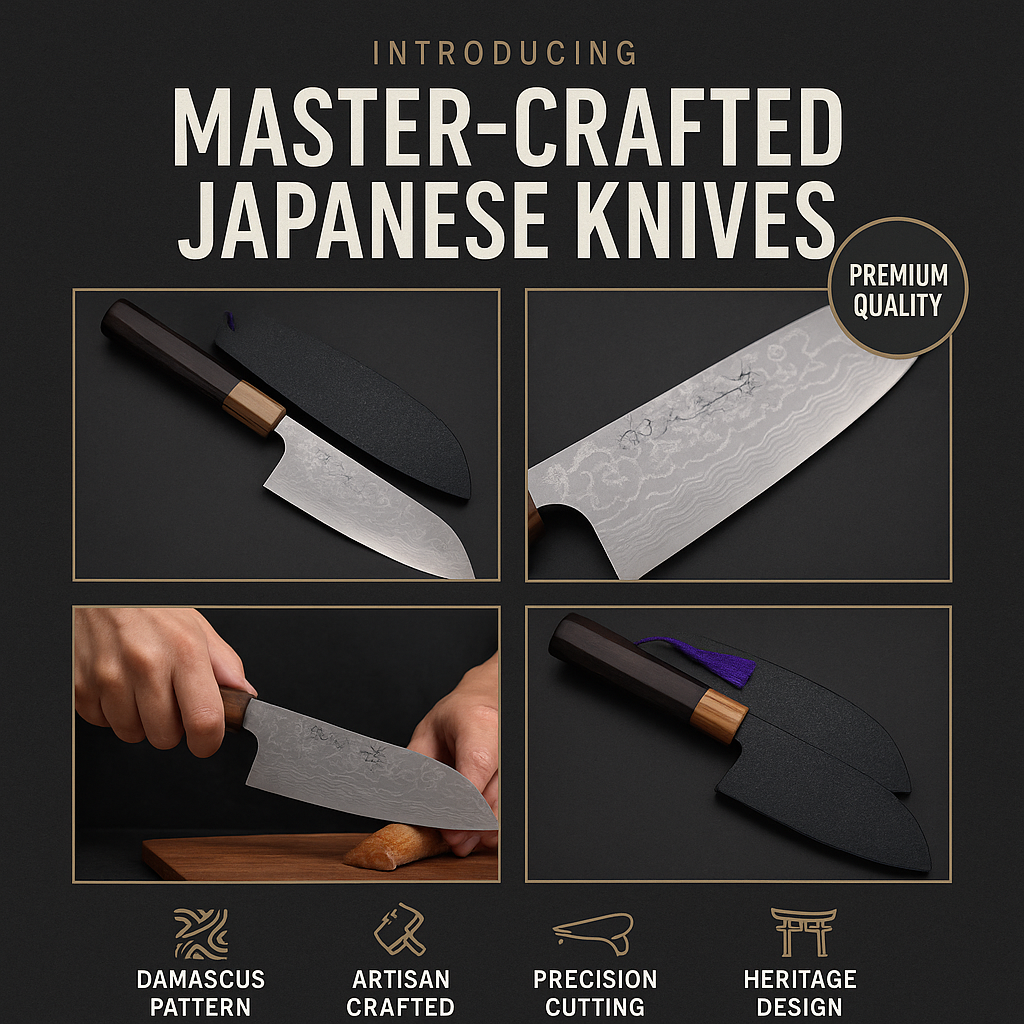 INTRODUCING
MASTER-CRAFTED
JAPANESE KNIVES
PREMIUM
QUALITY
DAMASCUS
PATTERN
ARTISAN
CRAFTED
PRECISION
CUTTING
HERITAGE
DESIGN